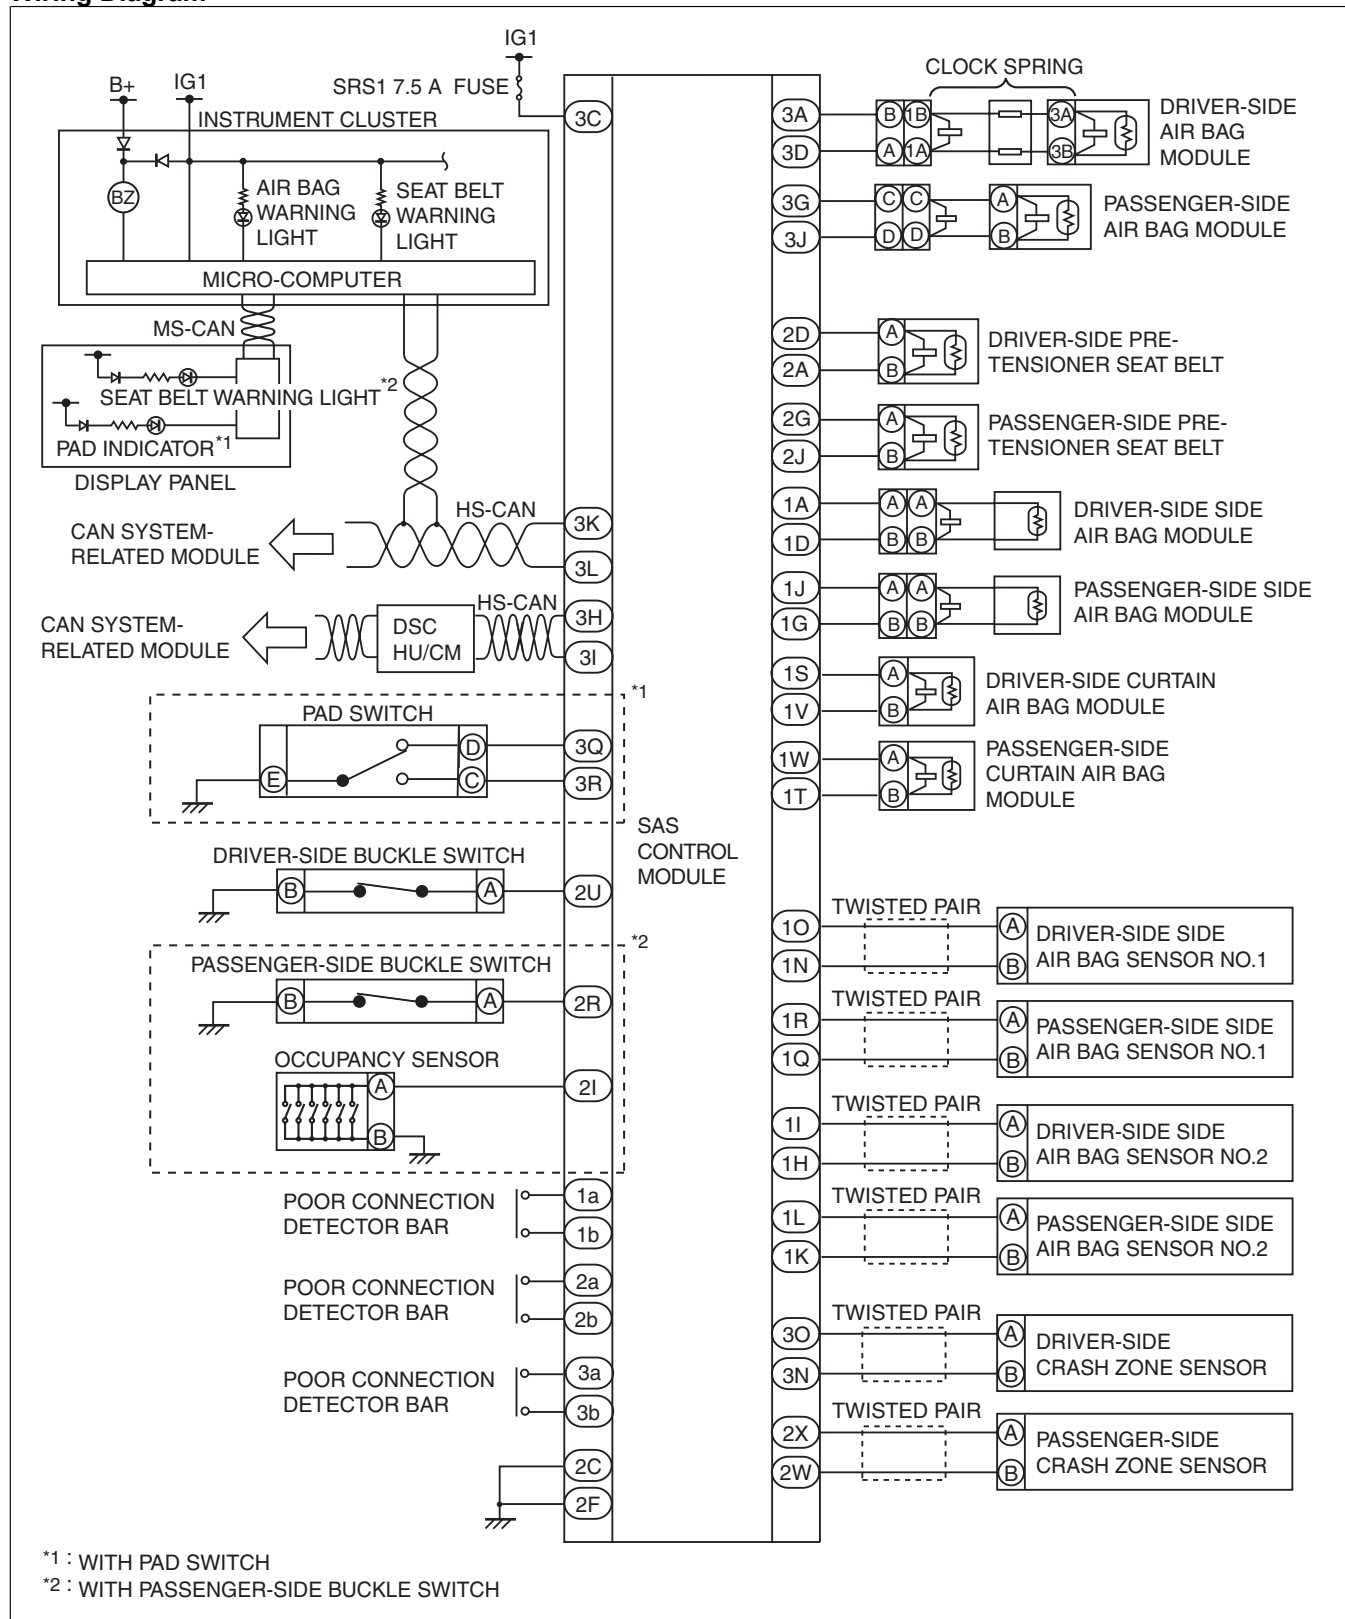 Wiring Diagram
IG1
SRS1 7.5 A FUSE
B+
IG1
INSTRUMENT CLUSTER
BZ
AIR BAG
WARNING
LIGHT
SEAT BELT
WARNING
LIGHT
MICRO-COMPUTER
MS-CAN
SEAT BELT WARNING LIGHT*2
PAD INDICATOR*1
DISPLAY PANEL
3C
HS-CAN
CAN SYSTEM-
RELATED MODULE
3K
3L
HS-CAN
CAN SYSTEM-
RELATED MODULE
DSC
HU/CM
3H
3I
*1
PAD SWITCH
E
D
C
3Q
3R
SAS
CONTROL
MODULE
DRIVER-SIDE BUCKLE SWITCH
B
A
2U
*2
PASSENGER-SIDE BUCKLE SWITCH
B
A
2R
OCCUPANCY SENSOR
A
B
2I
POOR CONNECTION
DETECTOR BAR
1a
1b
POOR CONNECTION
DETECTOR BAR
2a
2b
POOR CONNECTION
DETECTOR BAR
3a
3b
2C
2F
CLOCK SPRING
3A B 1B 3A
3D A 1A 3B
DRIVER-SIDE
AIR BAG
MODULE
3G C C A
3J D D B
PASSENGER-SIDE
AIR BAG MODULE
2D A
2A B
DRIVER-SIDE PRE-
TENSIONER SEAT BELT
2G A
2J B
PASSENGER-SIDE PRE-
TENSIONER SEAT BELT
1A A A
1D B B
DRIVER-SIDE SIDE
AIR BAG MODULE
1J A A
1G B B
PASSENGER-SIDE SIDE
AIR BAG MODULE
1S A
1V B
DRIVER-SIDE CURTAIN
AIR BAG MODULE
1W A
1T B
PASSENGER-SIDE
CURTAIN AIR BAG
MODULE
TWISTED PAIR
1O A
1N B
DRIVER-SIDE SIDE
AIR BAG SENSOR NO.1
TWISTED PAIR
1R A
1Q B
PASSENGER-SIDE SIDE
AIR BAG SENSOR NO.1
TWISTED PAIR
1I A
1H B
DRIVER-SIDE SIDE
AIR BAG SENSOR NO.2
TWISTED PAIR
1L A
1K B
PASSENGER-SIDE SIDE
AIR BAG SENSOR NO.2
TWISTED PAIR
3O A
3N B
DRIVER-SIDE
CRASH ZONE SENSOR
TWISTED PAIR
2X A
2W B
PASSENGER-SIDE
CRASH ZONE SENSOR
*1 : WITH PAD SWITCH
*2 : WITH PASSENGER-SIDE BUCKLE SWITCH